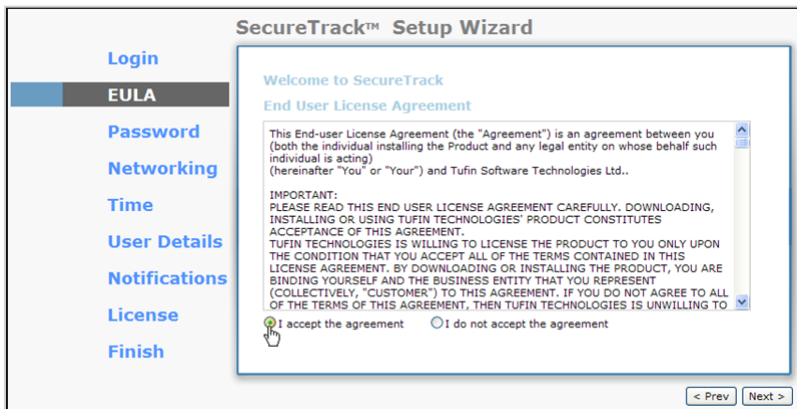 SecureTrack™ Setup Wizard
Login
EULA
Password
Networking
Time
User Details
Notifications
License
Finish
Welcome to SecureTrack
End User License Agreement
This End-user License Agreement (the "Agreement") is an agreement between you
(both the individual installing the Product and any legal entity on whose behalf such
individual is acting)
(hereinafter "You" or "Your") and Tufin Software Technologies Ltd..
IMPORTANT:
PLEASE READ THIS END USER LICENSE AGREEMENT CAREFULLY. DOWNLOADING,
INSTALLING OR USING TUFIN TECHNOLOGIES' PRODUCT CONSTITUTES
ACCEPTANCE OF THIS AGREEMENT.
TUFIN TECHNOLOGIES IS WILLING TO LICENSE THE PRODUCT TO YOU ONLY UPON
THE CONDITION THAT YOU ACCEPT ALL OF THE TERMS CONTAINED IN THIS
LICENSE AGREEMENT. BY DOWNLOADING OR INSTALLING THE PRODUCT, YOU ARE
BINDING YOURSELF AND THE BUSINESS ENTITY THAT YOU REPRESENT
(COLLECTIVELY, "CUSTOMER") TO THIS AGREEMENT. IF YOU DO NOT AGREE TO ALL
OF THE TERMS OF THIS AGREEMENT, THEN TUFIN TECHNOLOGIES IS UNWILLING TO
I accept the agreement I do not accept the agreement
< Prev Next >